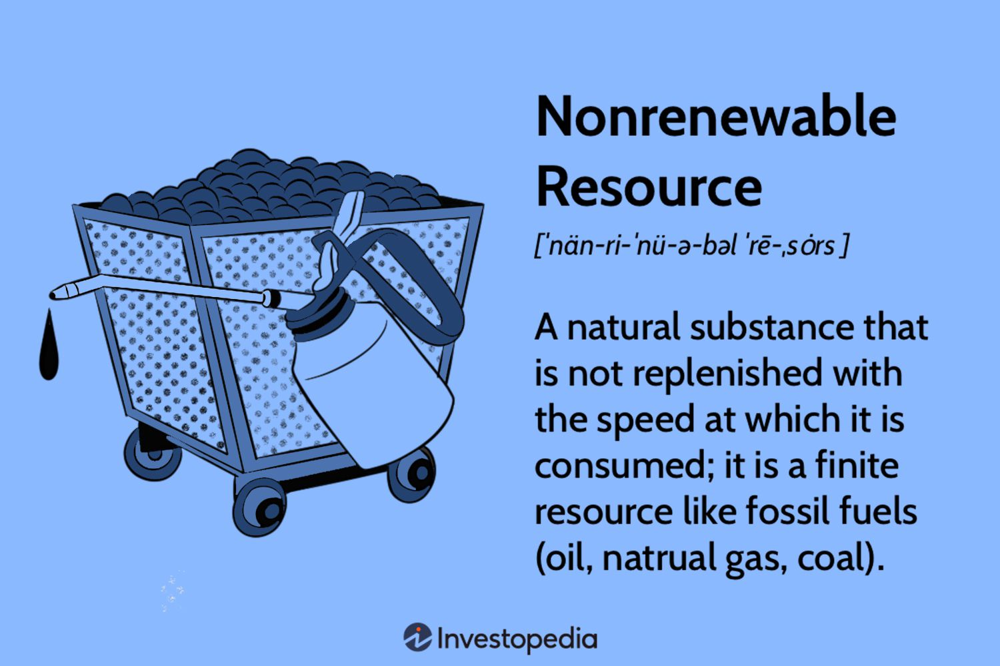 Nonrenewable
Resource
[ˈnän-ri-ˈnü-ə-bəl ˈrē-ˌsȯrs ]
A natural substance that
is not replenished with
the speed at which it is
consumed; it is a finite
resource like fossil fuels
(oil, natrual gas, coal).
Investopedia